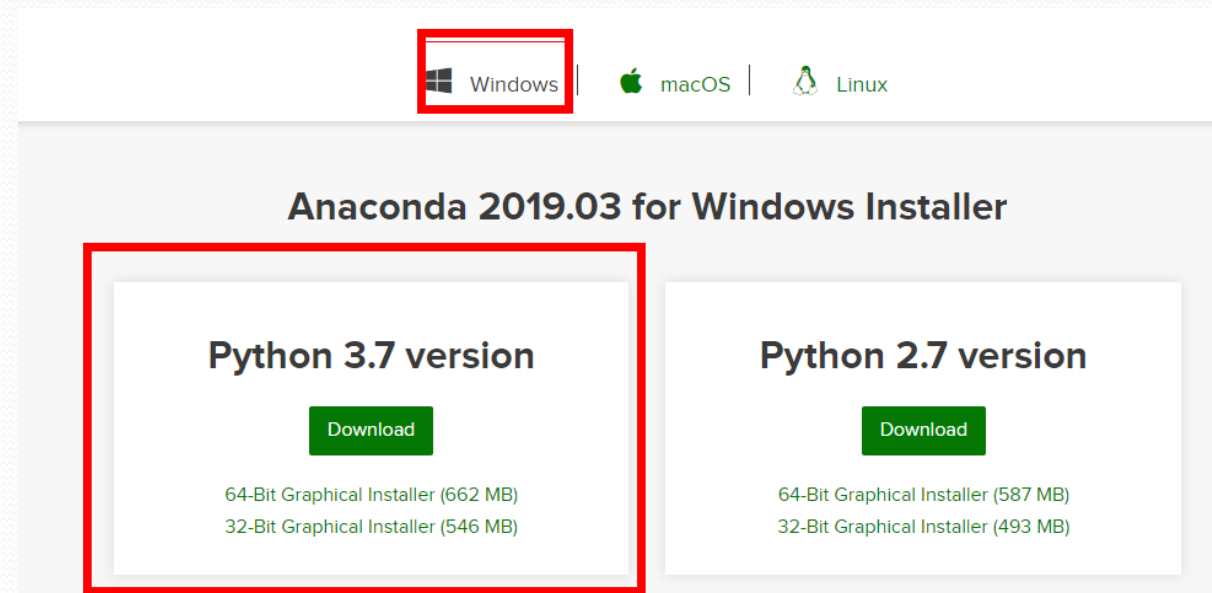 Windows macOS Linux
Anaconda 2019.03 for Windows Installer
Python 3.7 version
Download
64-Bit Graphical Installer (662 MB)
32-Bit Graphical Installer (546 MB)
Python 2.7 version
Download
64-Bit Graphical Installer (587 MB)
32-Bit Graphical Installer (493 MB)